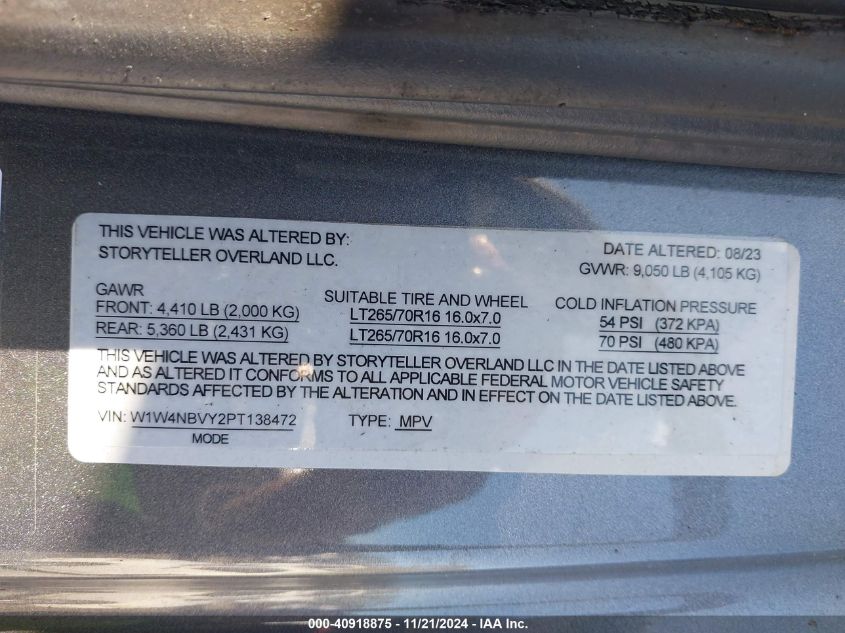 THIS VEHICLE WAS ALTERED BY:
STORYTELLER OVERLAND LLC.
DATE ALTERED: 08/23
GVWR: 9,050 LB (4,105 KG)
GAWR
FRONT: 4,410 LB (2,000 KG)
REAR: 5,360 LB (2,431 KG)
SUITABLE TIRE AND WHEEL
LT265/70R16 16.0x7.0
LT265/70R16 16.0x7.0
COLD INFLATION PRESSURE
54 PSI (372 KPA)
70 PSI (480 KPA)
THIS VEHICLE WAS ALTERED BY STORYTELLER OVERLAND LLC IN THE DATE LISTED ABOVE
AND AS ALTERED IT CONFORMS TO ALL APPLICABLE FEDERAL MOTOR VEHICLE SAFETY
STANDARDS AFFECTED BY THE ALTERATION AND IN EFFECT ON THE DATE LISTED ABOVE.
VIN: W1W4NBVY2PT138472 TYPE: MPV
MODE
000-40918875 - 11/21/2024 - IAA Inc.